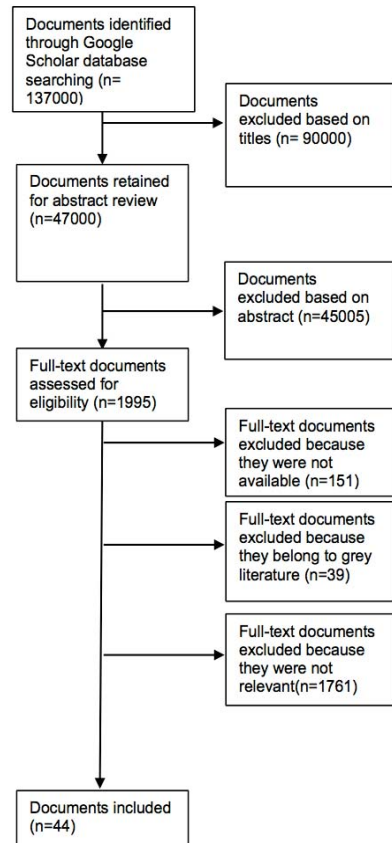 Documents identified
through Google
Scholar database
searching (n=
137000)
Documents
excluded based on
titles (n= 90000)
Documents retained
for abstract review
(n=47000)
Documents
excluded based on
abstract (n=45005)
Full-text documents
assessed for
eligibility (n=1995)
Full-text documents
excluded because
they were not
available (n=151)
Full-text documents
excluded because
they belong to grey
literature (n=39)
Full-text documents
excluded because
they were not
relevant(n=1761)
Documents included
(n=44)